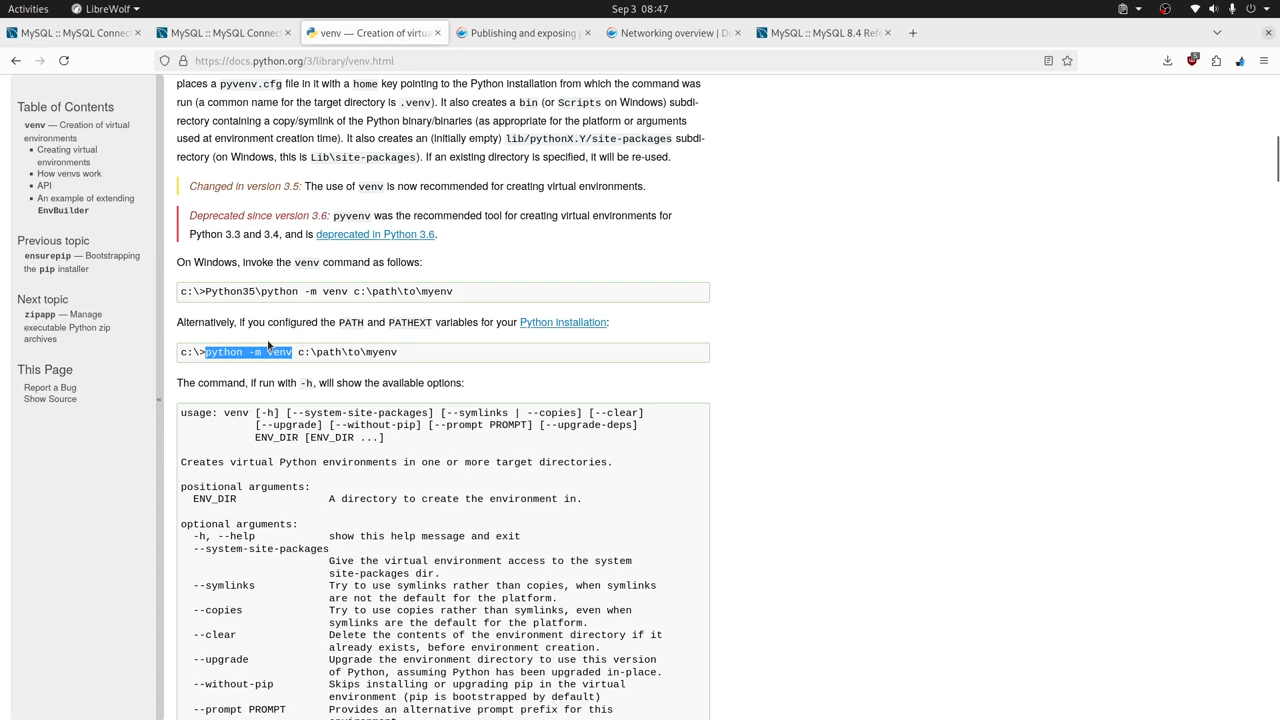 Activities
LibreWolf
Sep 3 08:47
MySQL :: MySQL Connect
MySQL :: MySQL Connect
venv — Creation of virtua
Publishing and exposing
Networking overview | D
MySQL :: MySQL 8.4 Ref
https://docs.python.org/3/library/venv.html
5
Table of Contents
venv — Creation of virtual
environments
Creating virtual
environments
How venvs work
API
An example of extending
EnvBuilder
Previous topic
ensurepip — Bootstrapping
the pip installer
Next topic
zipapp — Manage
executable Python zip
archives
This Page
Report a Bug
Show Source
«
places a pyvenv.cfg file in it with a home key pointing to the Python installation from which the command was
run (a common name for the target directory is .venv). It also creates a bin (or Scripts on Windows) subdi-
rectory containing a copy/symlink of the Python binary/binaries (as appropriate for the platform or arguments
used at environment creation time). It also creates an (initially empty) lib/pythonX.Y/site-packages subdi-
rectory (on Windows, this is Lib\site-packages). If an existing directory is specified, it will be re-used.
Changed in version 3.5: The use of venv is now recommended for creating virtual environments.
Deprecated since version 3.6: pyvenv was the recommended tool for creating virtual environments for
Python 3.3 and 3.4, and is deprecated in Python 3.6.
On Windows, invoke the venv command as follows:
c:\>Python35\python -m venv c:\path\to\myenv
Alternatively, if you configured the PATH and PATHEXT variables for your Python installation:
c:\>python -m venv c:\path\to\myenv
The command, if run with -h, will show the available options:
usage: venv [-h] [--system-site-packages] [--symlinks | --copies] [--clear]
[--upgrade] [--without-pip] [--prompt PROMPT] [--upgrade-deps]
ENV_DIR [ENV_DIR ...]
Creates virtual Python environments in one or more target directories.
positional arguments:
ENV_DIR A directory to create the environment in.
optional arguments:
-h, --help show this help message and exit
--system-site-packages
Give the virtual environment access to the system
site-packages dir.
--symlinks Try to use symlinks rather than copies, when symlinks
are not the default for the platform.
--copies Try to use copies rather than symlinks, even when
symlinks are the default for the platform.
--clear Delete the contents of the environment directory if it
already exists, before environment creation.
--upgrade Upgrade the environment directory to use this version
of Python, assuming Python has been upgraded in-place.
--without-pip Skips installing or upgrading pip in the virtual
environment (pip is bootstrapped by default)
--prompt PROMPT Provides an alternative prompt prefix for this